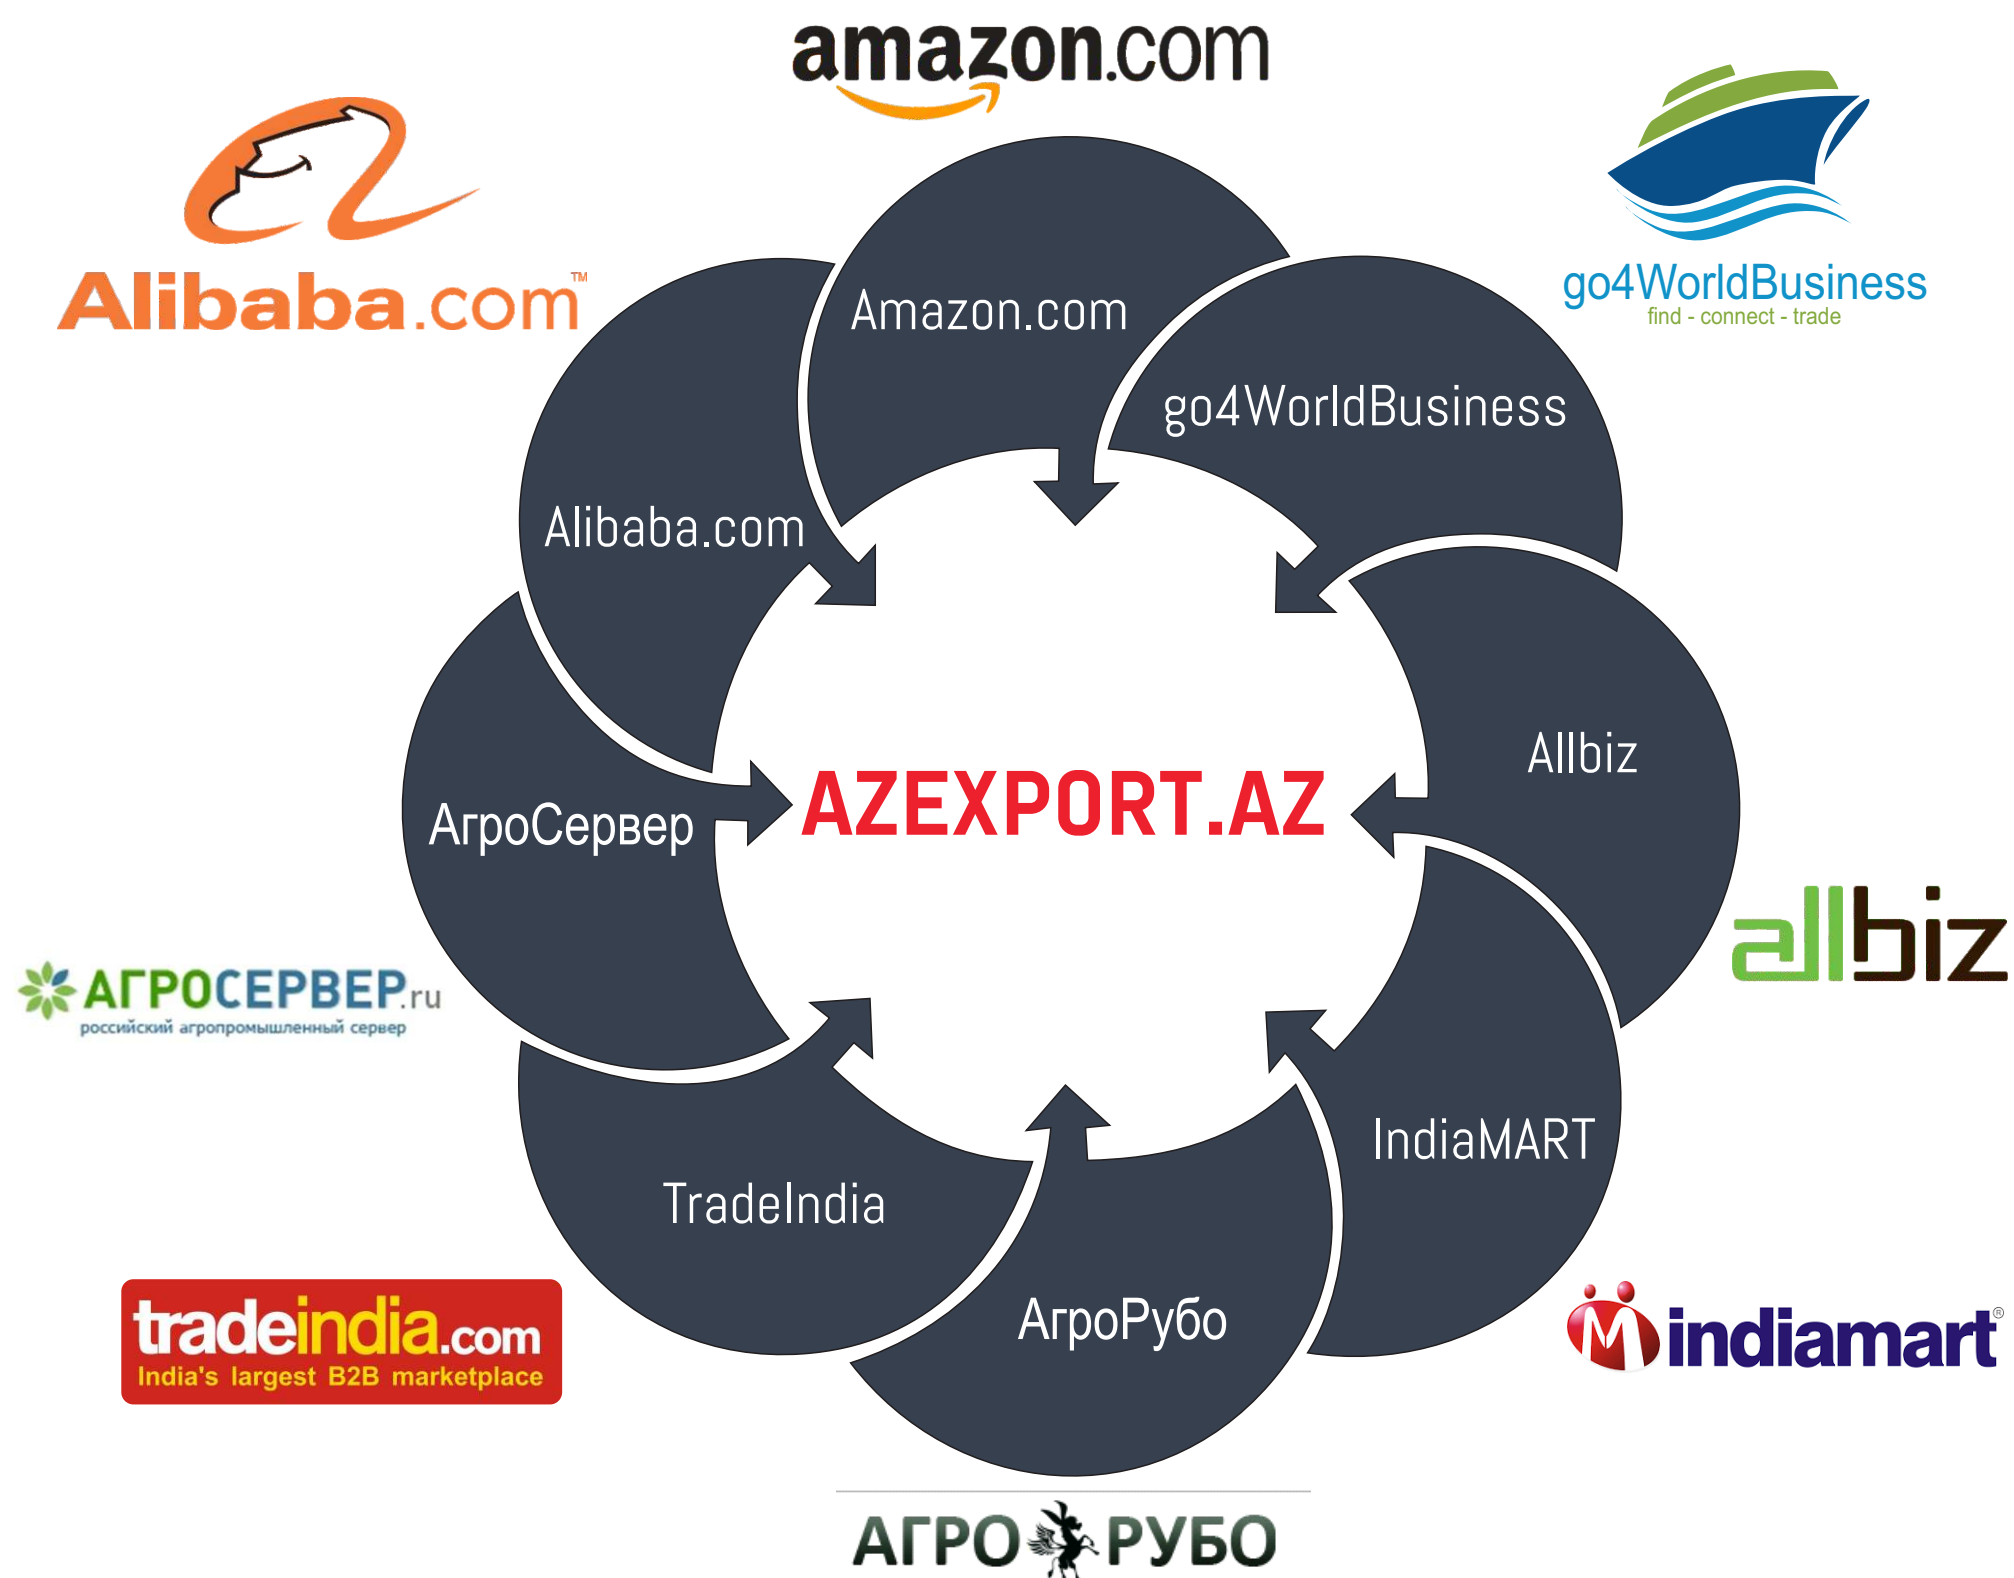 amazon.com
Alibaba.com™
go4WorldBusiness
find - connect - trade
Amazon.com
go4WorldBusiness
Alibaba.com
Allbiz
AZEXPORT.AZ
АгроСервер
allbiz
АГРОСЕРВЕР.ru
российский агропромышленный сервер
IndiaMART
TradeIndia
АгроРубо
tradeindia.com
India's largest B2B marketplace
indiamart®
АГРО РУБО